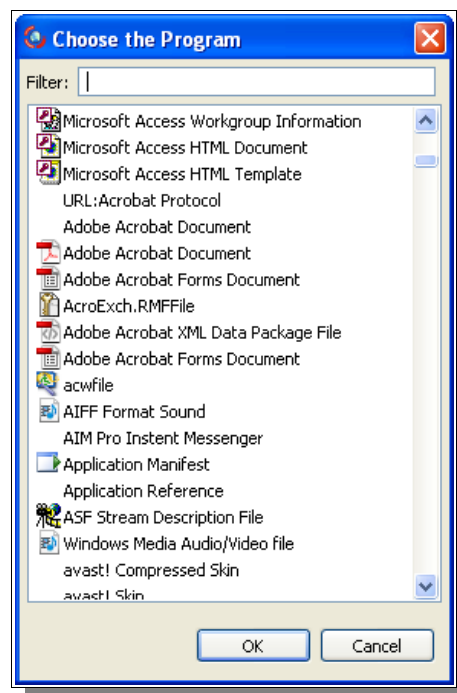 Choose the Program
Filter:
Microsoft Access Workgroup Information
Microsoft Access HTML Document
Microsoft Access HTML Template
URL:Acrobat Protocol
Adobe Acrobat Document
Adobe Acrobat Document
Adobe Acrobat Forms Document
AcroExch.RMFFile
Adobe Acrobat XML Data Package File
Adobe Acrobat Forms Document
acwfile
AIFF Format Sound
AIM Pro Instent Messenger
Application Manifest
Application Reference
ASF Stream Description File
Windows Media Audio/Video file
avast! Compressed Skin
avast! Skin
OK Cancel